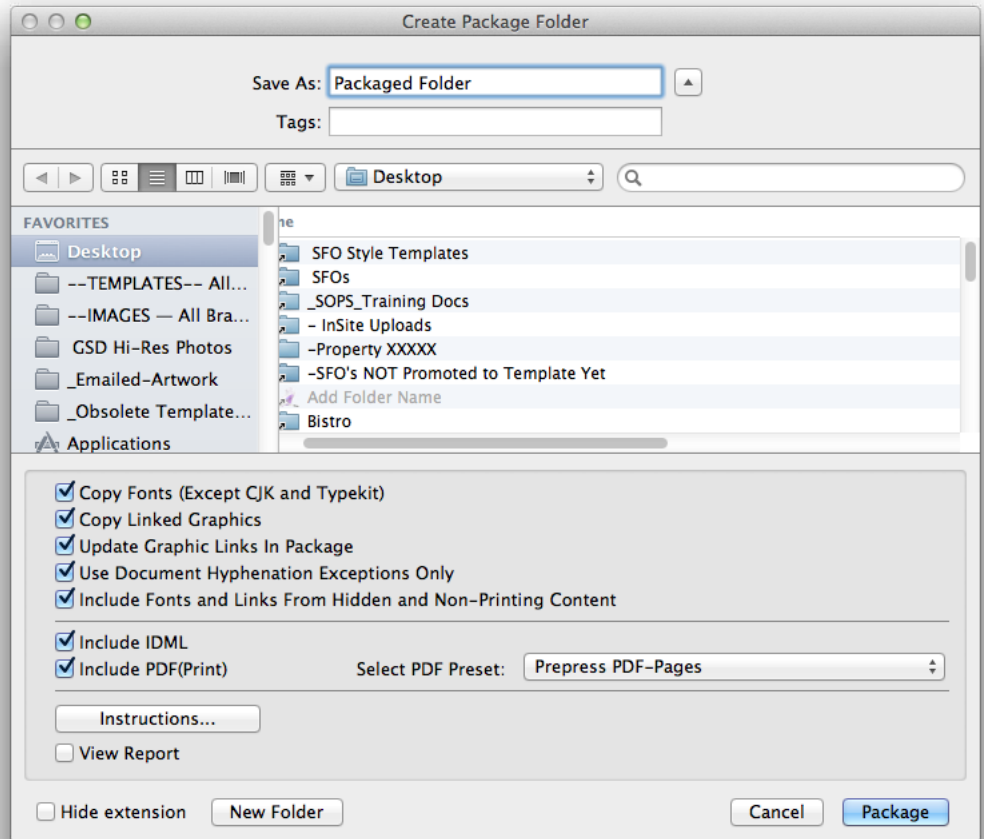 Create Package Folder
Save As: Packaged Folder
Tags:
Desktop
FAVORITES
Desktop
--TEMPLATES-- All...
--IMAGES — All Bra...
GSD Hi-Res Photos
_Emailed-Artwork
_Obsolete Template...
Applications
SFO Style Templates
SFOs
_SOPS_Training Docs
- InSite Uploads
-Property XXXXX
-SFO's NOT Promoted to Template Yet
Add Folder Name
Bistro
Copy Fonts (Except CJK and Typekit)
Copy Linked Graphics
Update Graphic Links In Package
Use Document Hyphenation Exceptions Only
Include Fonts and Links From Hidden and Non-Printing Content
Include IDML
Include PDF(Print) Select PDF Preset: Prepress PDF-Pages
Instructions...
View Report
Hide extension New Folder Cancel Package